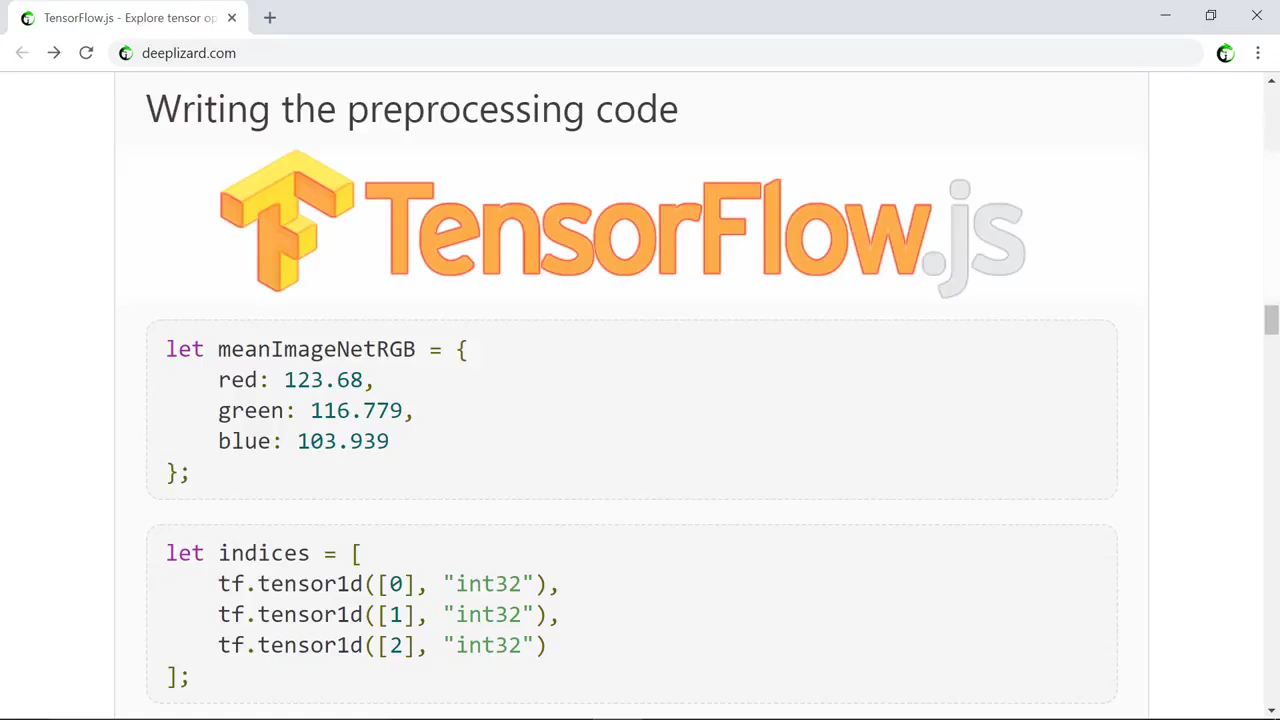 TensorFlow.js - Explore tensor op
deeplizard.com
Writing the preprocessing code
TensorFlow.js
let meanImageNetRGB = {
    red: 123.68,
    green: 116.779,
    blue: 103.939
};
let indices = [
    tf.tensor1d([0], "int32"),
    tf.tensor1d([1], "int32"),
    tf.tensor1d([2], "int32")
];